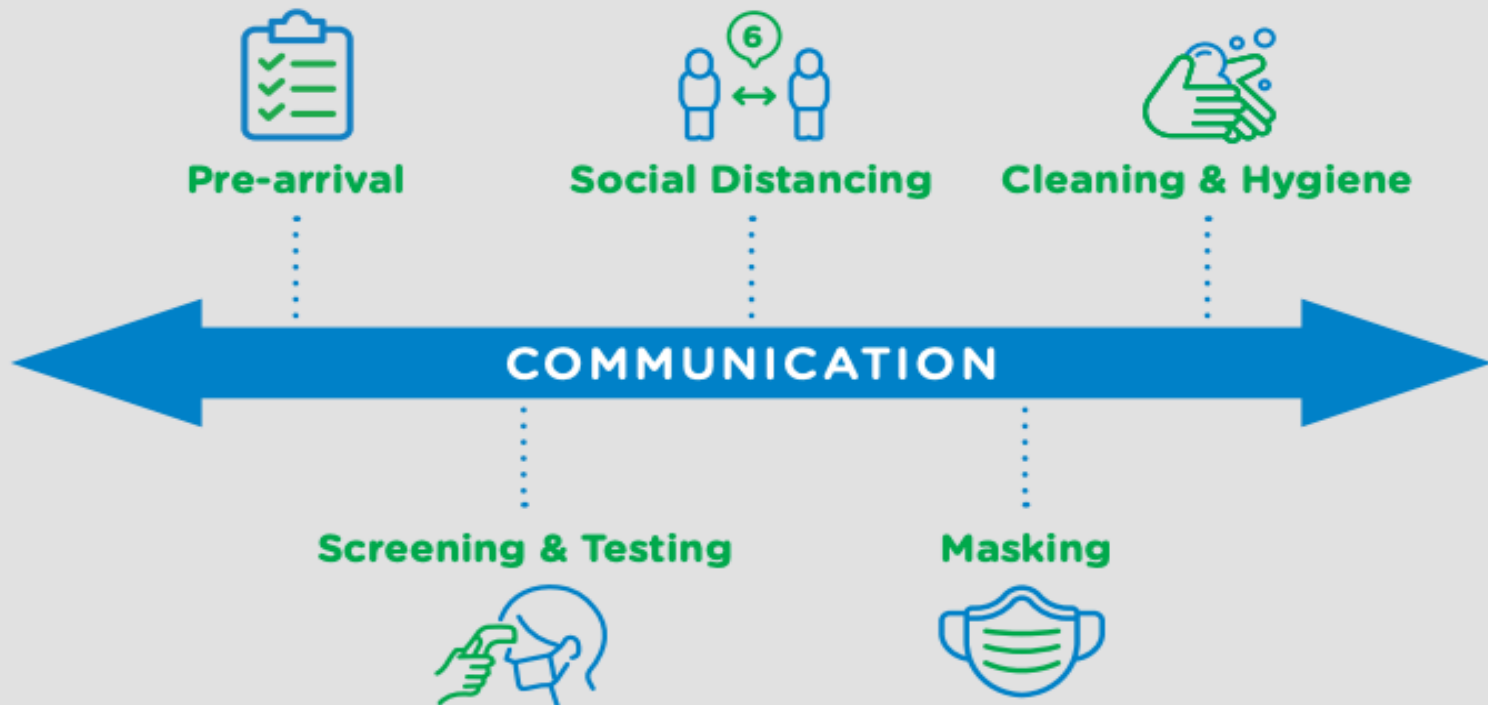 6
Pre-arrival
Social Distancing
Cleaning & Hygiene
COMMUNICATION
Screening & Testing
Masking